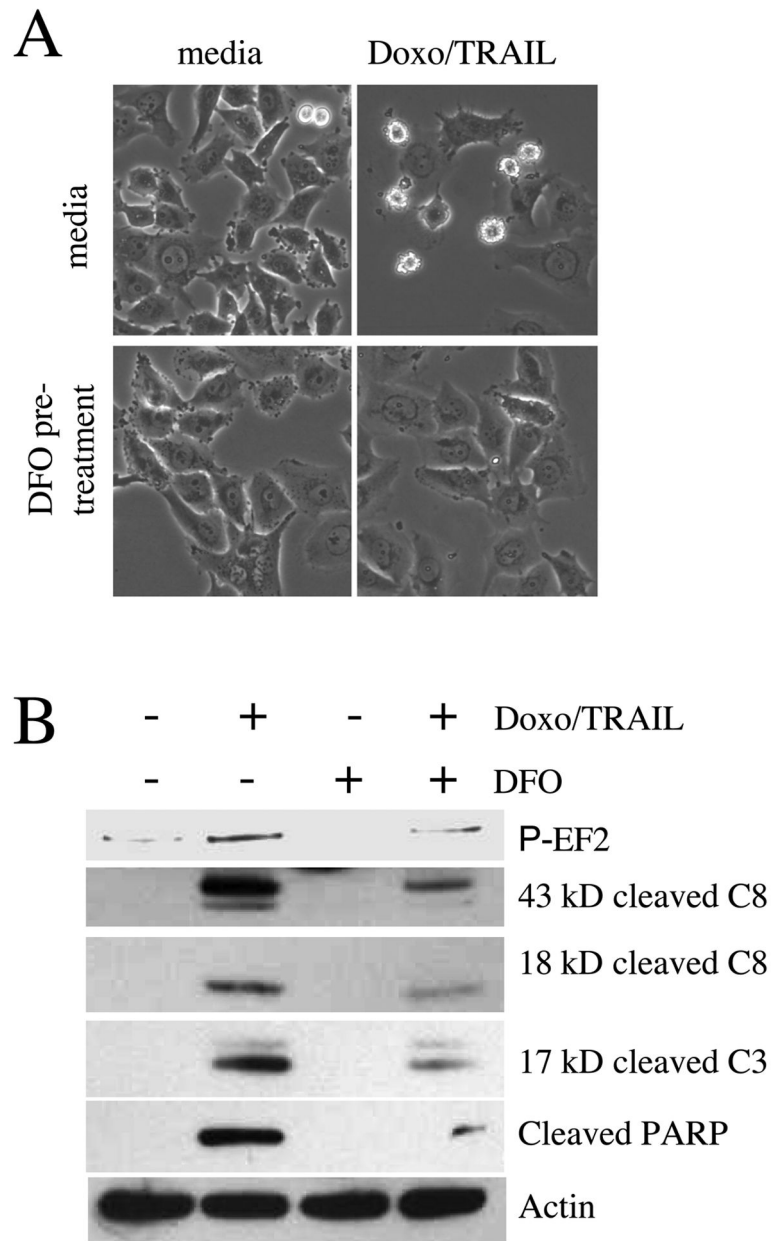 A
media Doxo/TRAIL
media
DFO pre-
treatment
B
- + - + Doxo/TRAIL
- - + + DFO
P-EF2
43 kD cleaved C8
18 kD cleaved C8
17 kD cleaved C3
Cleaved PARP
Actin